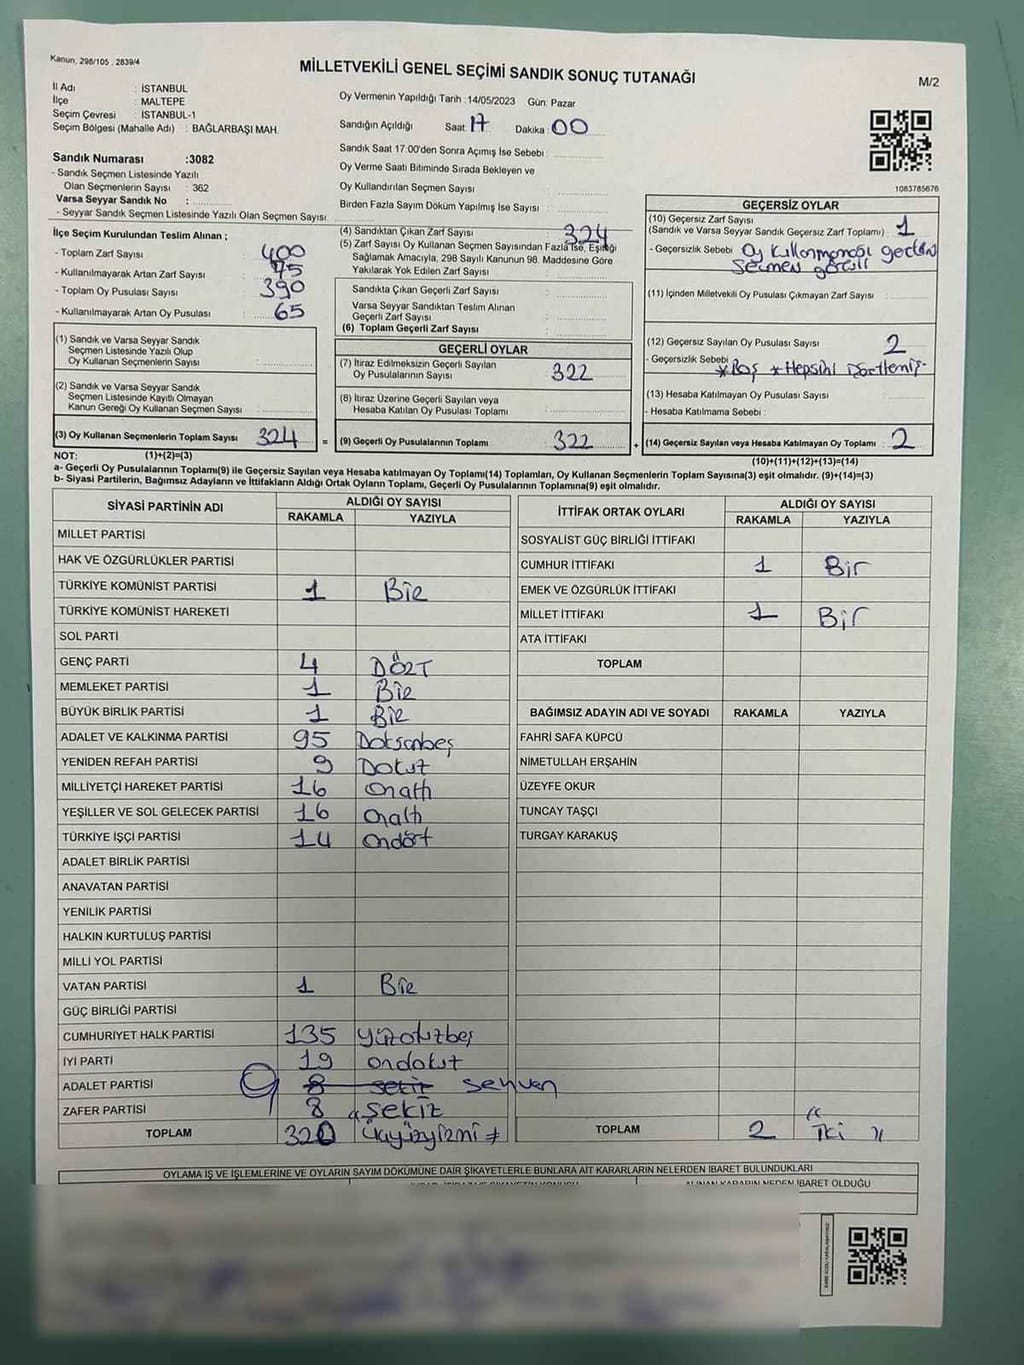 Kanun, 298/105 , 2839/4
MİLLETVEKİLİ GENEL SEÇİMİ SANDIK SONUÇ TUTANAĞI
M/2
İl Adı : İSTANBUL
İlçe : MALTEPE
Seçim Çevresi : İSTANBUL-1
Seçim Bölgesi (Mahalle Adı) : BAĞLARBAŞI MAH.
Sandık Numarası :3082
- Sandık Seçmen Listesinde Yazılı
Olan Seçmenlerin Sayısı : 362
Varsa Seyyar Sandık No :
- Seyyar Sandık Seçmen Listesinde Yazılı Olan Seçmen Sayısı
Oy Vermenin Yapıldığı Tarih :14/05/2023 Gün: Pazar
Sandığın Açıldığı Saat: 17 Dakika: 00
Sandık Saat 17:00'den Sonra Açımış İse Sebebi :
Oy Verme Saati Bitiminde Sırada Bekleyen ve
Oy Kullandırılan Seçmen Sayısı
Birden Fazla Sayım Döküm Yapılmış İse Sayısı
1083785676
İlçe Seçim Kurulundan Teslim Alınan ;
- Toplam Zarf Sayısı : 400
- Kullanılmayarak Artan Zarf Sayısı : 75
- Toplam Oy Pusulası Sayısı : 390
- Kullanılmayarak Artan Oy Pusulası : 65
(1) Sandık ve Varsa Seyyar Sandık
Seçmen Listesinde Yazılı Olup
Oy Kullanan Seçmenlerin Sayısı :
(2) Sandık ve Varsa Seyyar Sandık
Seçmen Listesinde Kayıtlı Olmayan
Kanun Gereği Oy Kullanan Seçmen Sayısı :
(3) Oy Kullanan Seçmenlerin Toplam Sayısı : 324 =
(4) Sandıktan Çıkan Zarf Sayısı : 324
(5) Zarf Sayısı Oy Kullanan Seçmen Sayısından Fazla İse, Eşitliği
Sağlamak Amacıyla, 298 Sayılı Kanunun 98. Maddesine Göre
Yakılarak Yok Edilen Zarf Sayısı :
Sandıkta Çıkan Geçerli Zarf Sayısı :
Varsa Seyyar Sandıktan Teslim Alınan
Geçerli Zarf Sayısı :
(6) Toplam Geçerli Zarf Sayısı :
GEÇERLİ OYLAR
(7) İtiraz Edilmeksizin Geçerli Sayılan
Oy Pusulalarının Sayısı : 322
(8) İtiraz Üzerine Geçerli Sayılan veya
Hesaba Katılan Oy Pusulası Toplamı :
(9) Geçerli Oy Pusulalarının Toplamı : 322 +
GEÇERSİZ OYLAR
(10) Geçersiz Zarf Sayısı
(Sandık ve Varsa Seyyar Sandık Geçersiz Zarf Toplamı) : 1
- Geçersizlik Sebebi : Oy kullanmaması gereken
seçmen
(11) İçinden Milletvekili Oy Pusulası Çıkmayan Zarf Sayısı :
(12) Geçersiz Sayılan Oy Pusulası Sayısı : 2
- Geçersizlik Sebebi : *Boş *Hepsini
(13) Hesaba Katılmayan Oy Pusulası Sayısı :
- Hesaba Katılmama Sebebi :
(14) Geçersiz Sayılan veya Hesaba Katılmayan Oy Toplamı : 2
NOT: (1)+(2)=(3)
(10)+(11)+(12)+(13)=(14)
a- Geçerli Oy Pusulalarının Toplamı(9) ile Geçersiz Sayılan veya Hesaba katılmayan Oy Toplamı(14) Toplamları, Oy Kullanan Seçmenlerin Toplam Sayısına(3) eşit olmalıdır. (9)+(14)=(3)
b- Siyasi Partilerin, Bağımsız Adayların ve İttifakların Aldığı Ortak Oyların Toplamı, Geçerli Oy Pusulalarının Toplamına(9) eşit olmalıdır.
SİYASİ PARTİNİN ADI ALDIĞI OY SAYISI
RAKAMLA YAZIYLA
MİLLET PARTİSİ
HAK VE ÖZGÜRLÜKLER PARTİSİ
TÜRKİYE KOMÜNİST PARTİSİ 1 Bir
TÜRKİYE KOMÜNİST HAREKETİ
SOL PARTİ
GENÇ PARTİ 4 DÖRT
MEMLEKET PARTİSİ 1 Bir
BÜYÜK BİRLİK PARTİSİ 1 Bir
ADALET VE KALKINMA PARTİSİ 95 Doksanbeş
YENİDEN REFAH PARTİSİ 9 Dokuz
MİLLİYETÇİ HAREKET PARTİSİ 16 Onaltı
YEŞİLLER VE SOL GELECEK PARTİSİ 16 Onaltı
TÜRKİYE İŞÇİ PARTİSİ 14 ondört
ADALET BİRLİK PARTİSİ
ANAVATAN PARTİSİ
YENİLİK PARTİSİ
HALKIN KURTULUŞ PARTİSİ
MİLLİ YOL PARTİSİ
VATAN PARTİSİ 1 Bir
GÜÇ BİRLİĞİ PARTİSİ
CUMHURİYET HALK PARTİSİ 135 yüzotuzbeş
İYİ PARTİ 19 ondokuz
ADALET PARTİSİ 8 sekiz sehven
ZAFER PARTİSİ 8 "sekiz
TOPLAM 320 üçyüzyirmi
İTTİFAK ORTAK OYLARI ALDIĞI OY SAYISI
RAKAMLA YAZIYLA
SOSYALİST GÜÇ BİRLİĞİ İTTİFAKI
CUMHUR İTTİFAKI 1 Bir
EMEK VE ÖZGÜRLÜK İTTİFAKI
MİLLET İTTİFAKI 1 Bir
ATA İTTİFAKI
TOPLAM
BAĞIMSIZ ADAYIN ADI VE SOYADI RAKAMLA YAZIYLA
FAHRİ SAFA KÜPCÜ
NİMETULLAH ERŞAHİN
ÜZEYFE OKUR
TUNCAY TAŞÇI
TURGAY KARAKUŞ
TOPLAM 2 "iki"
OYLAMA İŞ VE İŞLEMLERİNE VE OYLARIN SAYIM DÖKÜMÜNE DAİR ŞİKAYETLERLE BUNLARA AİT KARARLARIN NELERDEN İBARET BULUNDUKLARI
ALINAN KARARIN NEDEN İBARET OLDUĞU